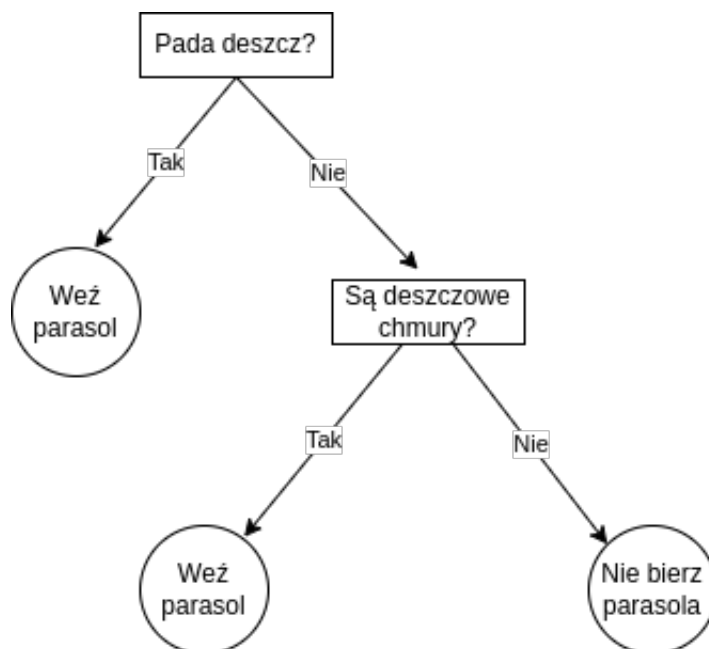 Pada deszcz?
Tak
Nie
Weź
parasol
Są deszczowe
chmury?
Tak
Nie
Weź
parasol
Nie bierz
parasola